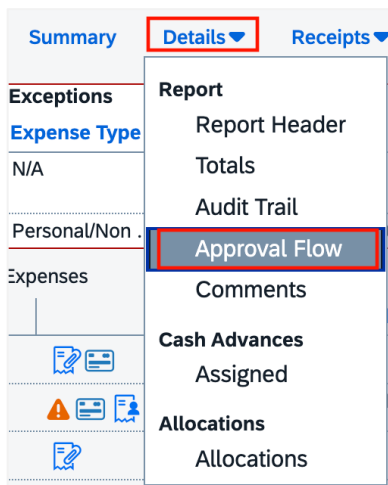 Summary Details Receipts
Exceptions
Expense Type
N/A
Personal/Non .
Expenses
Report
Report Header
Totals
Audit Trail
Approval Flow
Comments
Cash Advances
Assigned
Allocations
Allocations